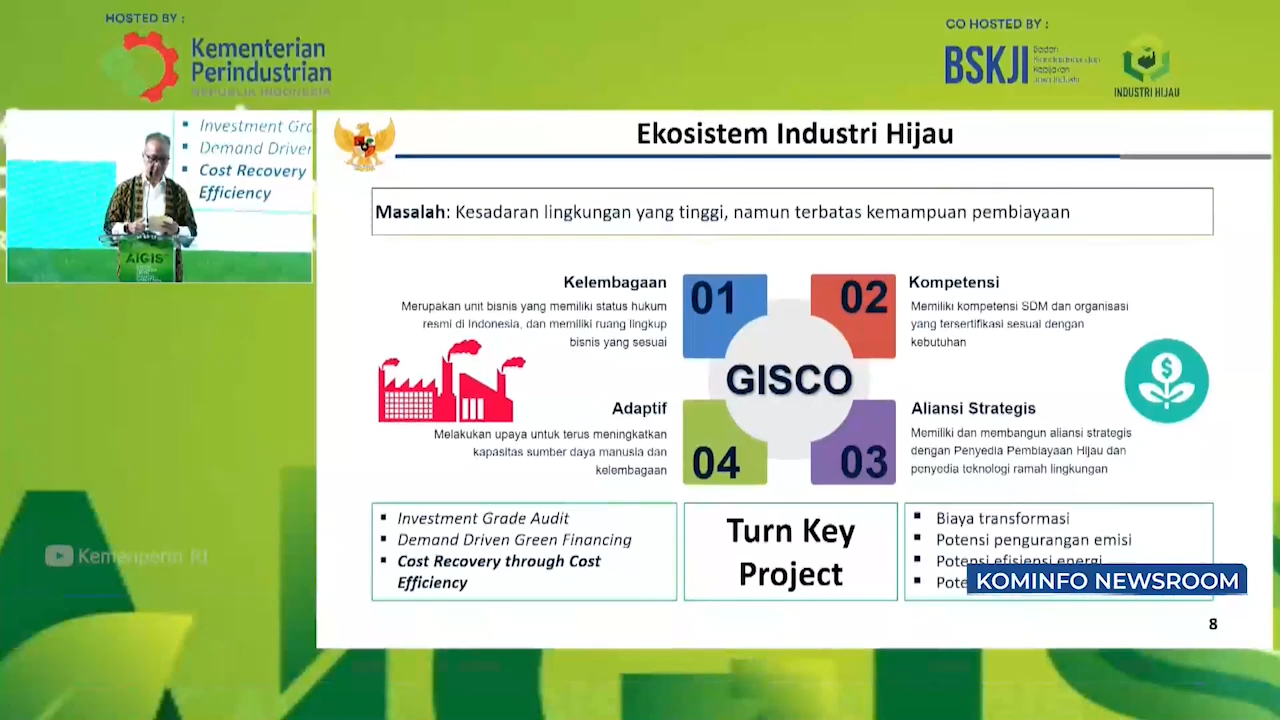 HOSTED BY :
Kementerian
Perindustrian
REPUBLIK INDONESIA
CO HOSTED BY :
BSKJI
INDUSTRI HIJAU
Investment Gra
Demand Driven
Cost Recovery
Efficiency
AIGIS
Ekosistem Industri Hijau
Masalah: Kesadaran lingkungan yang tinggi, namun terbatas kemampuan pembiayaan
Kelembagaan
Merupakan unit bisnis yang memiliki status hukum
resmi di Indonesia, dan memiliki ruang lingkup
bisnis yang sesuai
01
02
Kompetensi
Memiliki kompetensi SDM dan organisasi
yang tersertifikasi sesuai dengan
kebutuhan
GISCO
Adaptif
Melakukan upaya untuk terus meningkatkan
kapasitas sumber daya manusia dan
kelembagaan
04
03
Aliansi Strategis
Memiliki dan membangun aliansi strategis
dengan Penyedia Pembiayaan Hijau dan
penyedia teknologi ramah lingkungan
Investment Grade Audit
Demand Driven Green Financing
Cost Recovery through Cost
Efficiency
Turn Key
Project
Biaya transformasi
Potensi pengurangan emisi
Potensi efisiensi energi
Pote
KOMINFO NEWSROOM
8
Kemenperin RI